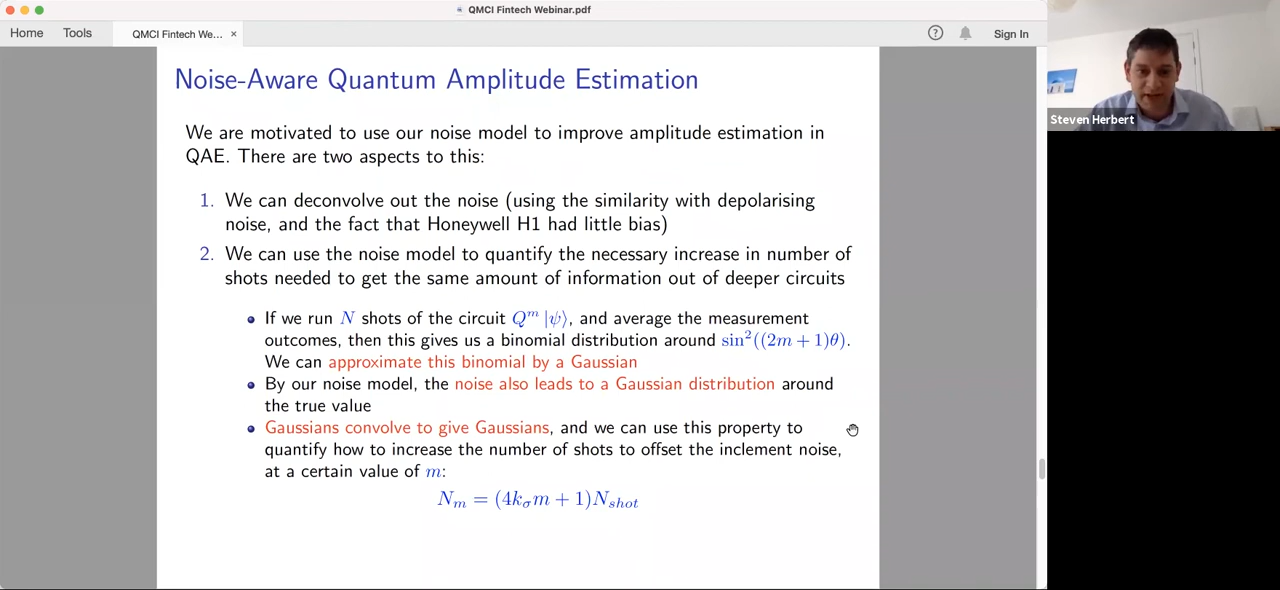 QMCI Fintech Webinar.pdf
Home Tools QMCI Fintech We... × Sign In
Noise-Aware Quantum Amplitude Estimation
We are motivated to use our noise model to improve amplitude estimation in
QAE. There are two aspects to this:
1. We can deconvolve out the noise (using the similarity with depolarising
noise, and the fact that Honeywell H1 had little bias)
2. We can use the noise model to quantify the necessary increase in number of
shots needed to get the same amount of information out of deeper circuits
• If we run N shots of the circuit Qᵐ |ψ⟩, and average the measurement
outcomes, then this gives us a binomial distribution around sin²((2m + 1)θ).
We can approximate this binomial by a Gaussian
• By our noise model, the noise also leads to a Gaussian distribution around
the true value
• Gaussians convolve to give Gaussians, and we can use this property to
quantify how to increase the number of shots to offset the inclement noise,
at a certain value of m:
N_m = (4k_σ m + 1)N_shot
Steven Herbert